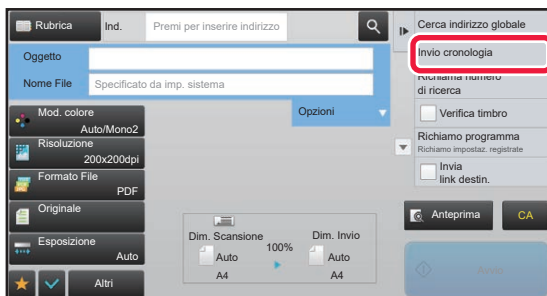 Rubrica
Ind.
Premi per inserire indirizzo
Oggetto
Nome File
Specificato da imp. sistema
Opzioni
Mod. colore
Auto/Mono2
Risoluzione
200x200dpi
Formato File
PDF
Originale
Esposizione
Auto
Altri
Dim. Scansione
100%
Dim. Invio
Auto
Auto
A4
A4
Cerca indirizzo globale
Invio cronologia
Richiama numero
di ricerca
Verifica timbro
Richiamo programma
Richiamo impostaz. registrate
Invia
link destin.
Anteprima
CA
Avvio